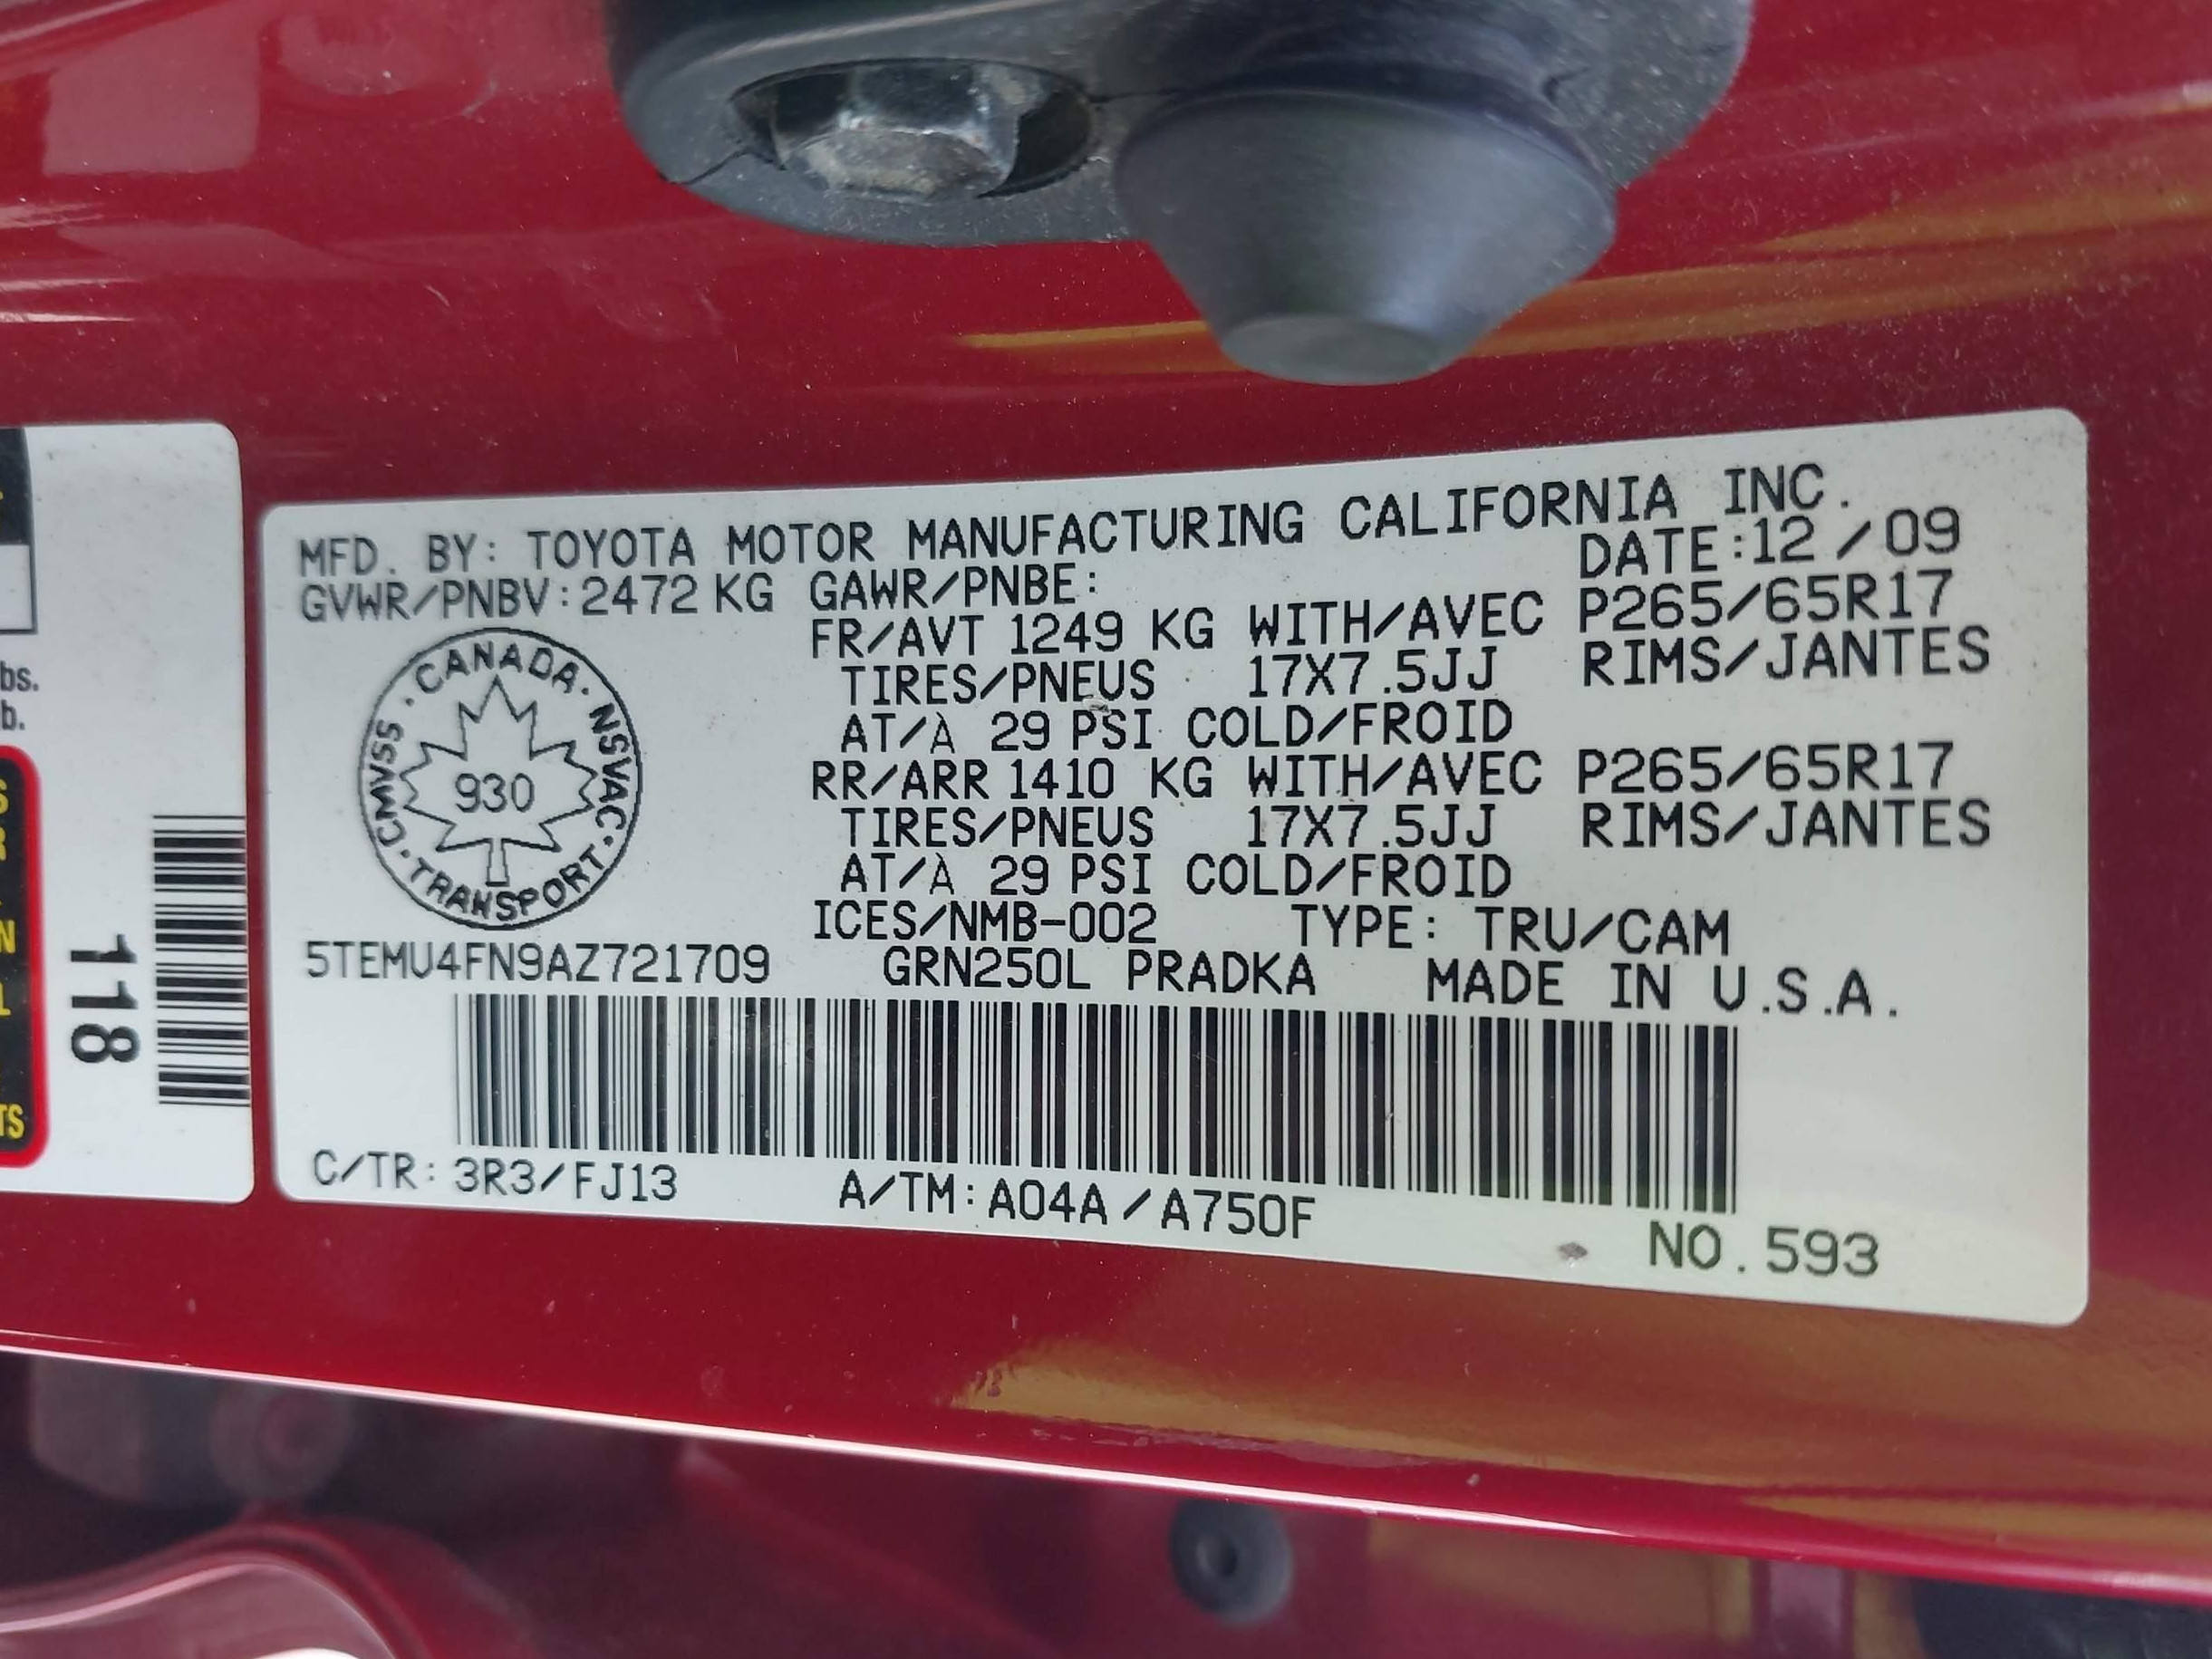 MFD. BY: TOYOTA MOTOR MANUFACTURING CALIFORNIA INC.
DATE:12/09
GVWR/PNBV:2472 KG GAWR/PNBE:
FR/AVT 1249 KG WITH/AVEC P265/65R17
TIRES/PNEUS 17X7.5JJ RIMS/JANTES
AT/À 29 PSI COLD/FROID
RR/ARR 1410 KG WITH/AVEC P265/65R17
TIRES/PNEUS 17X7.5JJ RIMS/JANTES
AT/À 29 PSI COLD/FROID
ICES/NMB-002 TYPE: TRU/CAM
CANADA · NSVAC · TRANSPORT · CMVSS ·
930
5TEMU4FN9AZ721709 GRN250L PRADKA MADE IN U.S.A.
C/TR: 3R3/FJ13 A/TM:A04A/A750F
NO.593
118
bs.
b.
N
L
TS